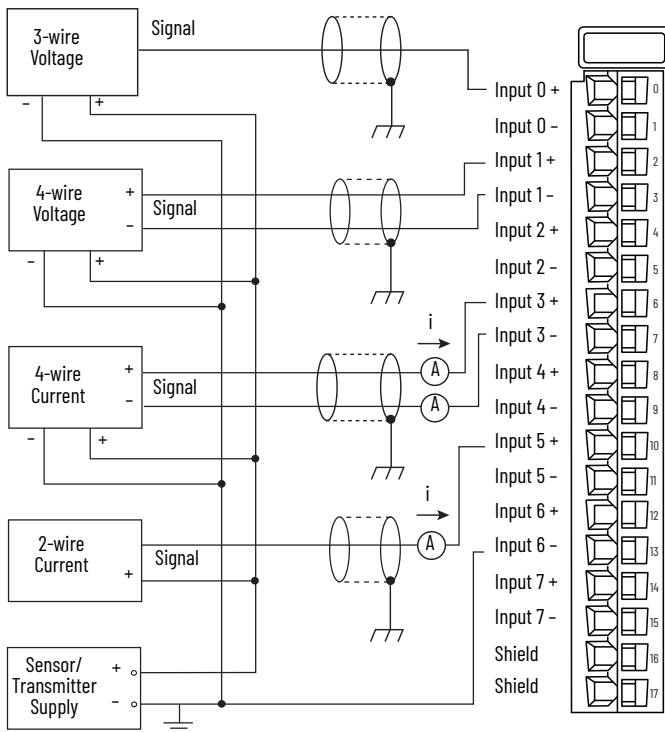 3-wire
Voltage
Signal
–
+
4-wire
Voltage
+
–
Signal
–
+
4-wire
Current
+
–
Signal
–
+
i
A
A
2-wire
Current
+
Signal
i
A
Sensor/
Transmitter
Supply
+
–
Input 0 +
Input 0 –
Input 1 +
Input 1 –
Input 2 +
Input 2 –
Input 3 +
Input 3 –
Input 4 +
Input 4 –
Input 5 +
Input 5 –
Input 6 +
Input 6 –
Input 7 +
Input 7 –
Shield
Shield
0
1
2
3
4
5
6
7
8
9
10
11
12
13
14
15
16
17